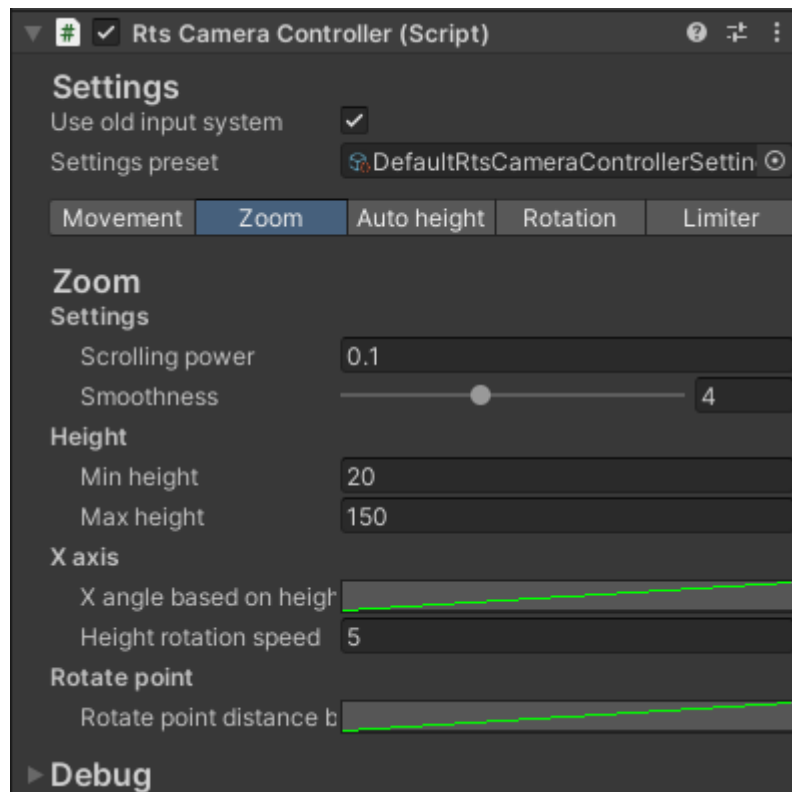 # Rts Camera Controller (Script)
Settings
Use old input system
Settings preset DefaultRtsCameraControllerSettin
Movement Zoom Auto height Rotation Limiter
Zoom
Settings
Scrolling power 0.1
Smoothness 4
Height
Min height 20
Max height 150
X axis
X angle based on heigh
Height rotation speed 5
Rotate point
Rotate point distance b
Debug